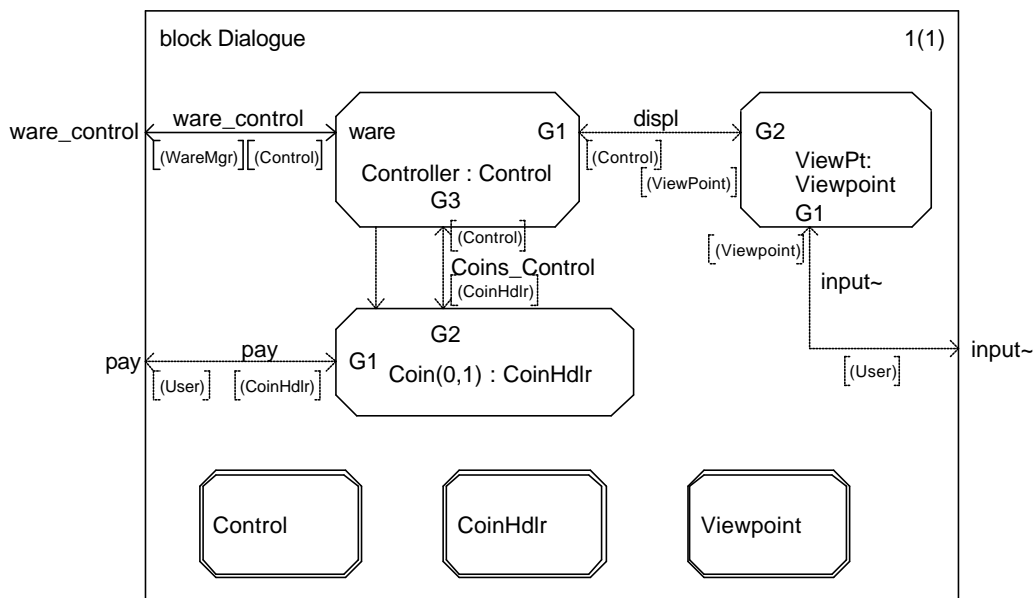 block Dialogue 1(1)
ware_control
ware_control
[(WareMgr)] [(Control)]
ware
G1
Controller : Control
G3
displ
[(Control)]
[(ViewPoint)]
G2
ViewPt:
Viewpoint
G1
[(Viewpoint)]
[(Control)]
Coins_Control
[(CoinHdlr)]
input~
input~
[(User)]
pay
pay
[(User)] [(CoinHdlr)]
G2
G1
Coin(0,1) : CoinHdlr
Control
CoinHdlr
Viewpoint